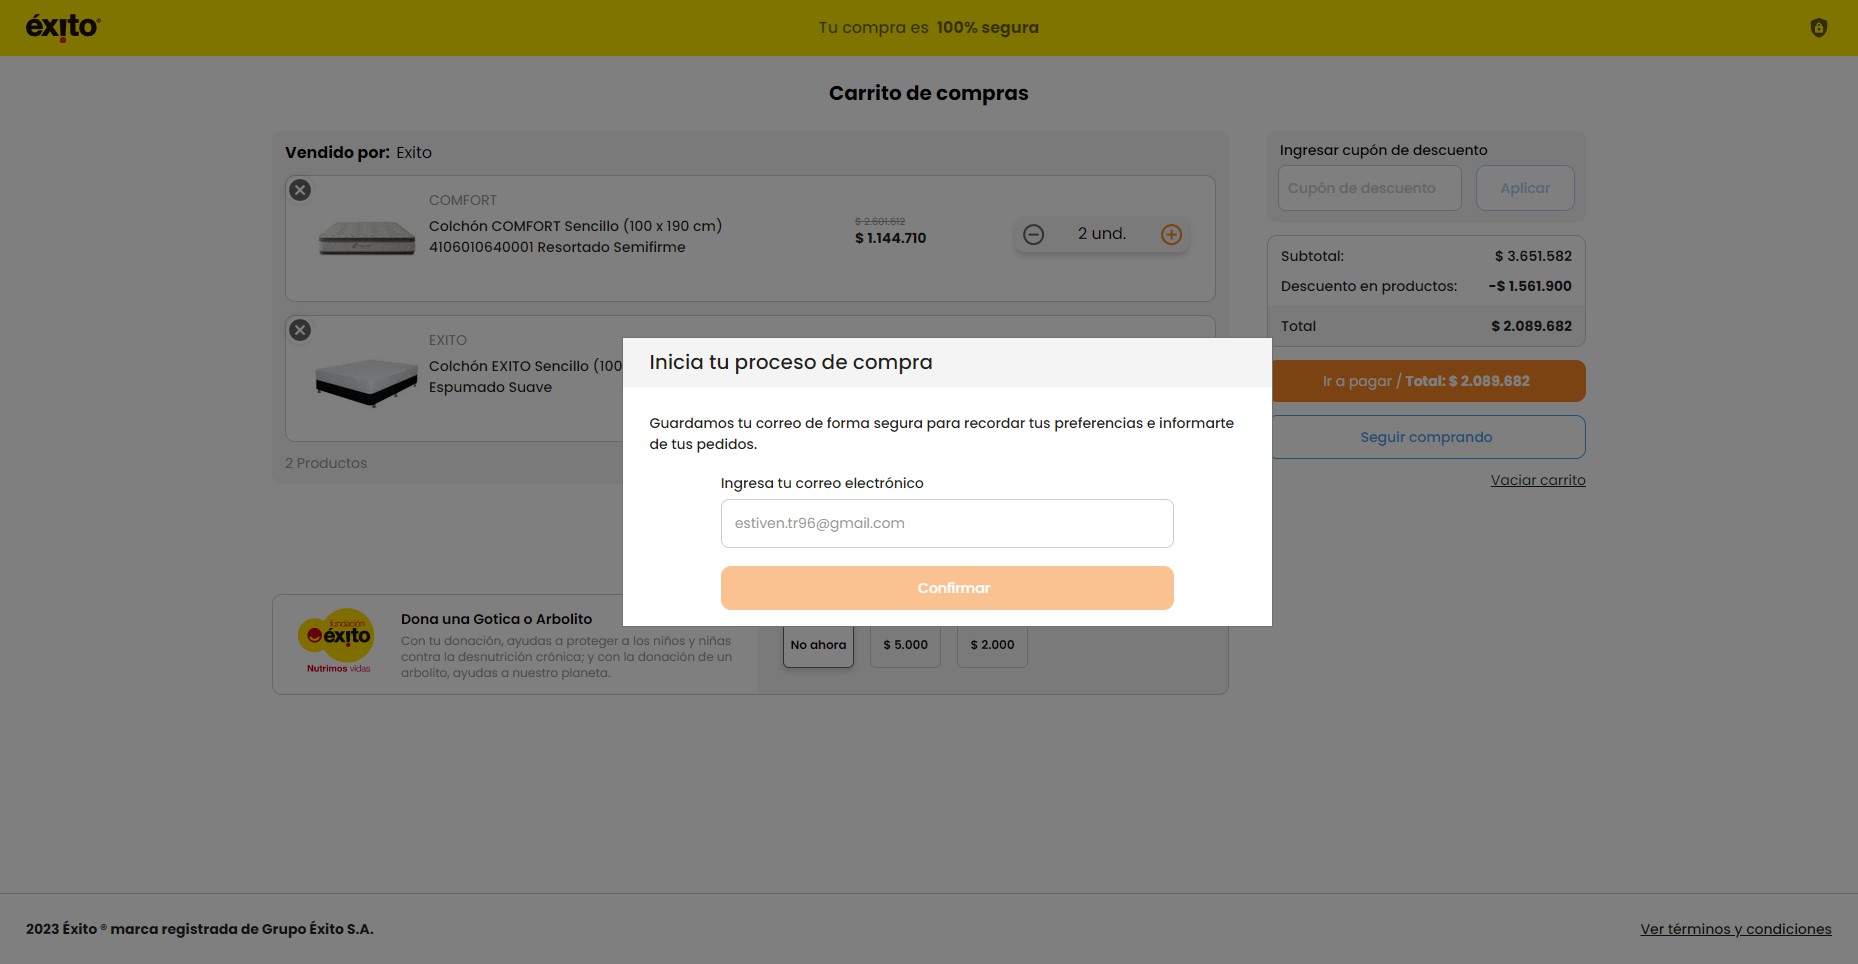 éxito
Tu compra es 100% segura
Carrito de compras
Vendido por: Exito
COMFORT
Colchón COMFORT Sencillo (100 x 190 cm)
4106010640001 Resortado Semifirme
$ 2.601.612
$ 1.144.710
2 und.
EXITO
Colchón EXITO Sencillo (100
Espumado Suave
2 Productos
Ingresar cupón de descuento
Cupón de descuento
Aplicar
Subtotal: $ 3.651.582
Descuento en productos: -$ 1.561.900
Total $ 2.089.682
Ir a pagar / Total: $ 2.089.682
Seguir comprando
Vaciar carrito
Inicia tu proceso de compra
Guardamos tu correo de forma segura para recordar tus preferencias e informarte
de tus pedidos.
Ingresa tu correo electrónico
estiven.tr96@gmail.com
Confirmar
fundación
éxito
Nutrimos vidas
Dona una Gotica o Arbolito
Con tu donación, ayudas a proteger a los niños y niñas
contra la desnutrición crónica; y con la donación de un
arbolito, ayudas a nuestro planeta.
No ahora
$ 5.000
$ 2.000
2023 Éxito ® marca registrada de Grupo Éxito S.A.
Ver términos y condiciones